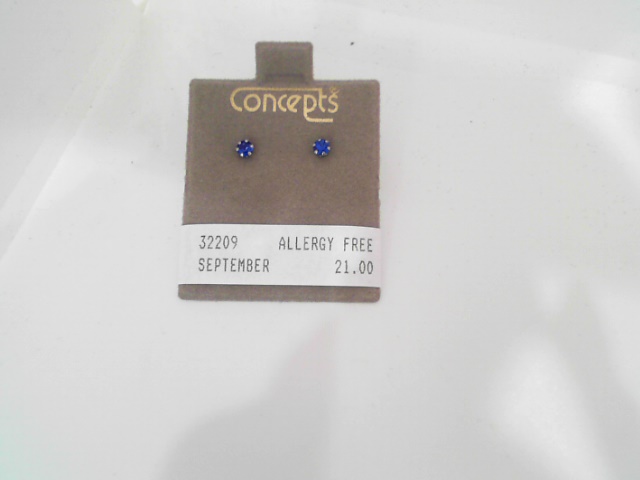 Concepts
32209 ALLERGY FREE
SEPTEMBER 21.00